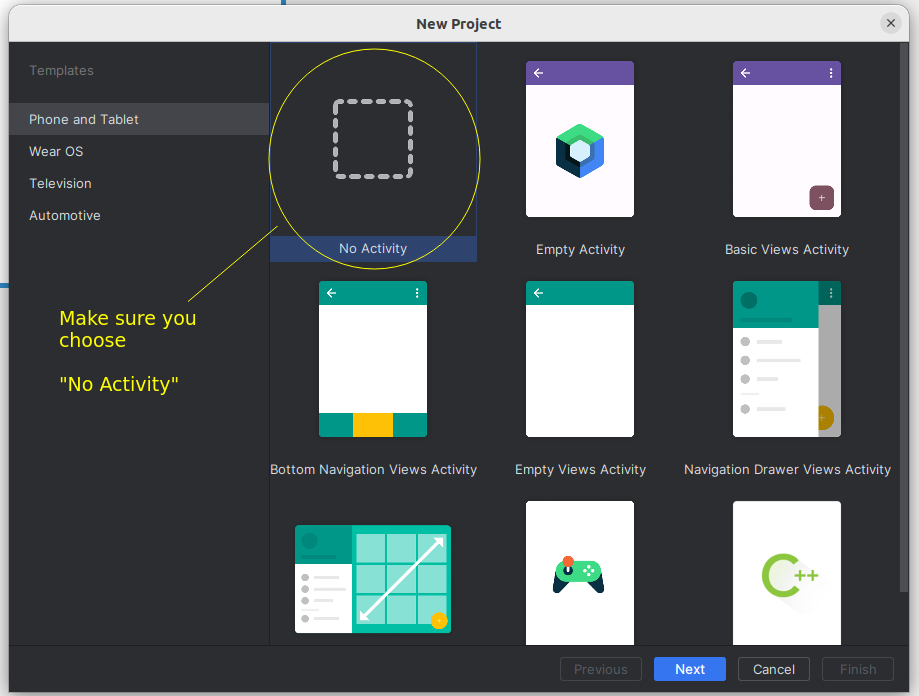 New Project
Templates
Phone and Tablet
Wear OS
Television
Automotive
Make sure you
choose
"No Activity"
No Activity
Empty Activity
Basic Views Activity
Bottom Navigation Views Activity
Empty Views Activity
Navigation Drawer Views Activity
C++
Previous
Next
Cancel
Finish